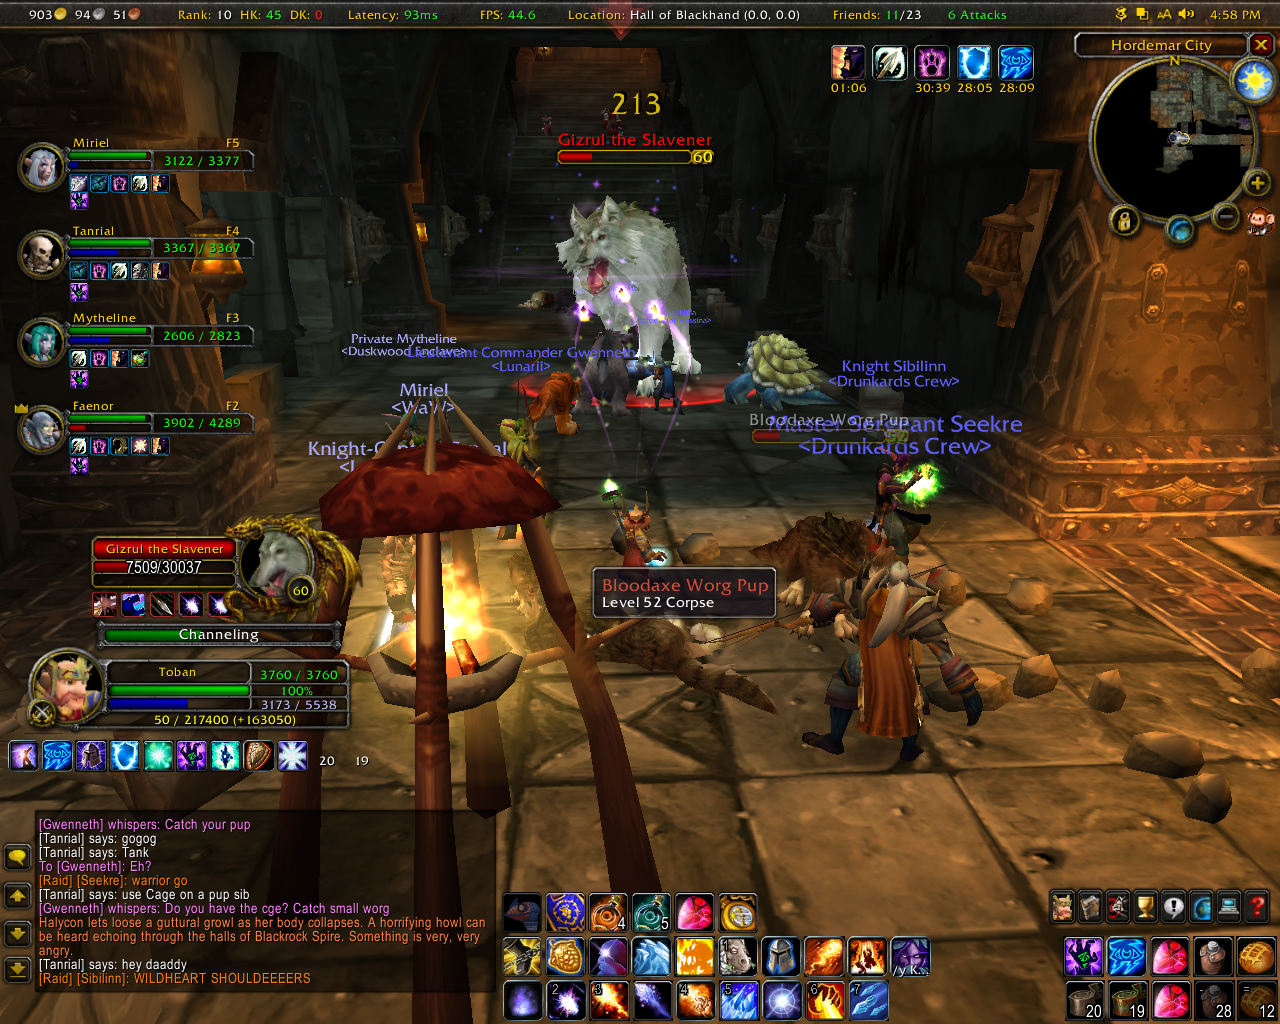 903 94 51 Rank: 10 HK: 45 DK: 0 Latency: 93ms FPS: 44.6 Location: Hall of Blackhand (0.0, 0.0) Friends: 11/23 6 Attacks 4:58 PM
Hordemar City
N
01:06 30:39 28:05 28:09
213
Gizrul the Slavener
60
Miriel F5
3122 / 3377
Tanrial F4
3367 / 3367
Mytheline F3
2606 / 2823
Faenor F2
3902 / 4289
Private Mytheline
<Duskwood Enclave>
Lieutenant Commander Gwenneth
<Lunarii>
Knight Sibilinn
<Drunkards Crew>
Miriel
<WaW>
Bloodaxe Worg Pup
Master Sergeant Seekre
<Drunkards Crew>
Gizrul the Slavener
7509/30037
60
Bloodaxe Worg Pup
Level 52 Corpse
Channeling
Toban
3760 / 3760
100%
3173 / 5538
50 / 217400 (+163050)
20 19
[Gwenneth] whispers: Catch your pup
[Tanrial] says: gogog
[Tanrial] says: Tank
To [Gwenneth]: Eh?
[Raid] [Seekre]: warrior go
[Tanrial] says: use Cage on a pup sib
[Gwenneth] whispers: Do you have the cge? Catch small worg
Halycon lets loose a guttural growl as her body collapses. A horrifying howl can
be heard echoing through the halls of Blackrock Spire. Something is very, very
angry.
[Tanrial] says: hey daaddy
[Raid] [Sibilinn]: WILDHEART SHOULDEEEERS
4 5
1 /y K...
2 3 4 5 6 7
20 19 28 = 12